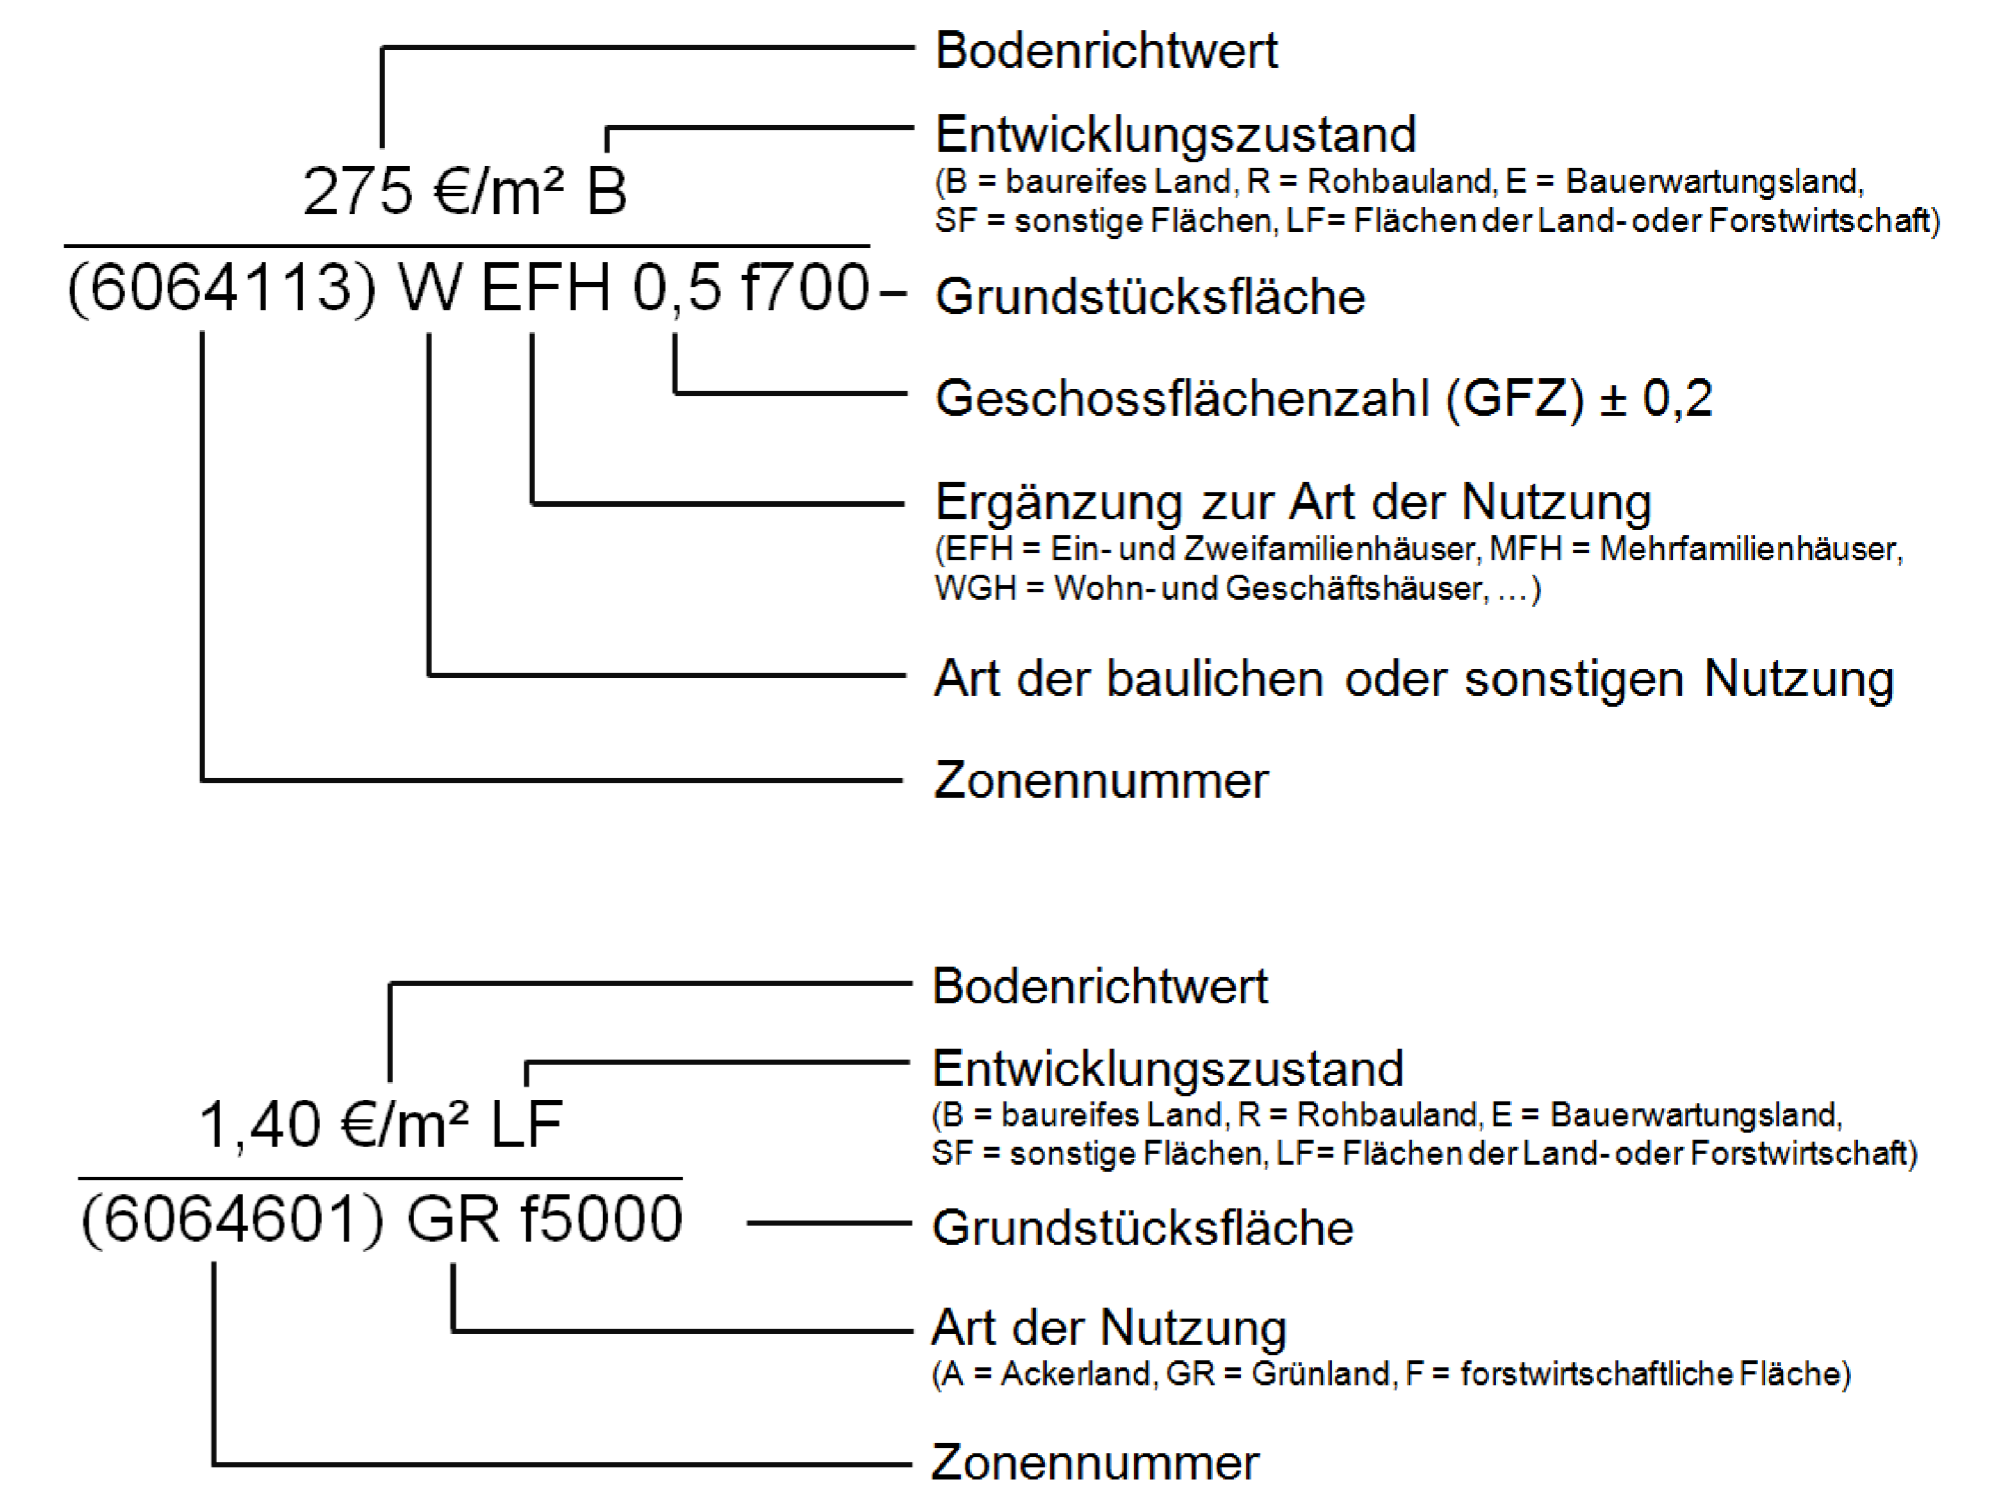 Bodenrichtwert
Entwicklungszustand
(B = baureifes Land, R = Rohbauland, E = Bauerwartungsland,
SF = sonstige Flächen, LF= Flächen der Land- oder Forstwirtschaft)
275 €/m² B
(6064113) W EFH 0,5 f700
Grundstücksfläche
Geschossflächenzahl (GFZ) ± 0,2
Ergänzung zur Art der Nutzung
(EFH = Ein- und Zweifamilienhäuser, MFH = Mehrfamilienhäuser,
WGH = Wohn- und Geschäftshäuser, ...)
Art der baulichen oder sonstigen Nutzung
Zonennummer
Bodenrichtwert
Entwicklungszustand
(B = baureifes Land, R = Rohbauland, E = Bauerwartungsland,
SF = sonstige Flächen, LF= Flächen der Land- oder Forstwirtschaft)
1,40 €/m² LF
(6064601) GR f5000
Grundstücksfläche
Art der Nutzung
(A = Ackerland, GR = Grünland, F = forstwirtschaftliche Fläche)
Zonennummer